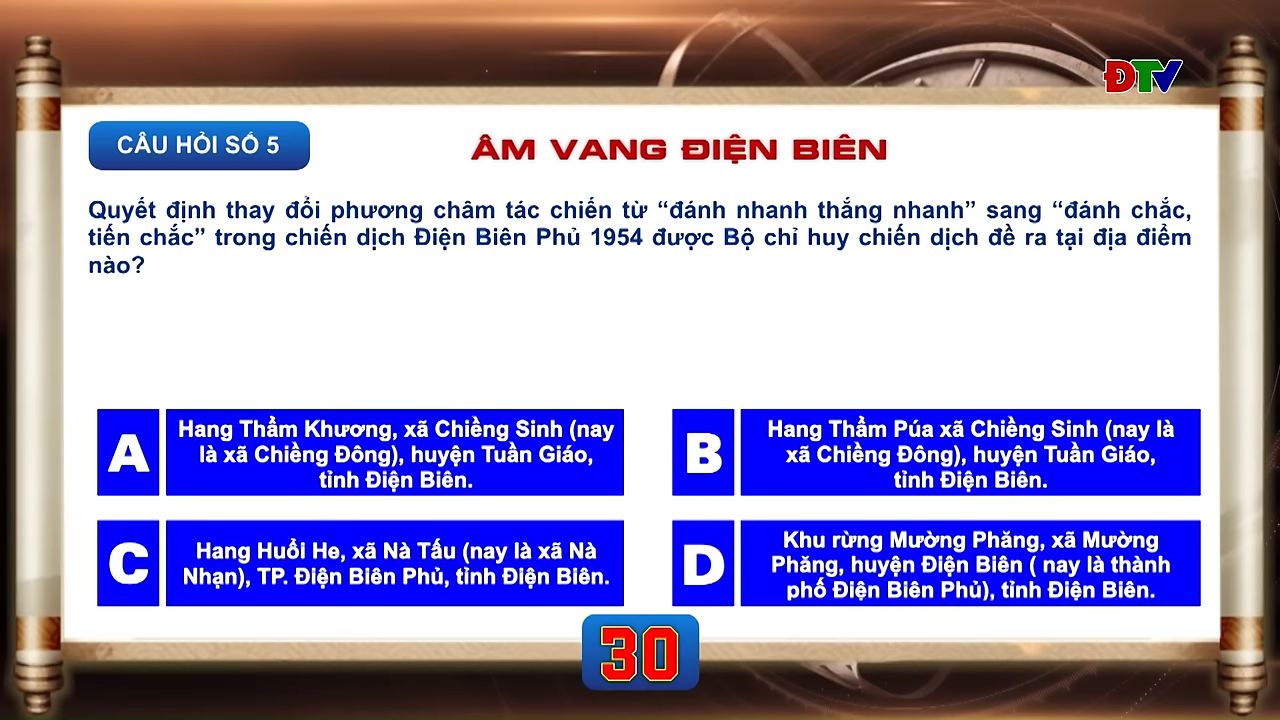 ĐTV
CÂU HỎI SỐ 5
ÂM VANG ĐIỆN BIÊN
Quyết định thay đổi phương châm tác chiến từ “đánh nhanh thắng nhanh” sang “đánh chắc,
tiến chắc” trong chiến dịch Điện Biên Phủ 1954 được Bộ chỉ huy chiến dịch đề ra tại địa điểm
nào?
A
Hang Thẩm Khương, xã Chiềng Sinh (nay
là xã Chiềng Đông), huyện Tuần Giáo,
tỉnh Điện Biên.
B
Hang Thẩm Púa xã Chiềng Sinh (nay là
xã Chiềng Đông), huyện Tuần Giáo,
tỉnh Điện Biên.
C
Hang Huổi He, xã Nà Tấu (nay là xã Nà
Nhạn), TP. Điện Biên Phủ, tỉnh Điện Biên.
D
Khu rừng Mường Phăng, xã Mường
Phăng, huyện Điện Biên ( nay là thành
phố Điện Biên Phủ), tỉnh Điện Biên.
30